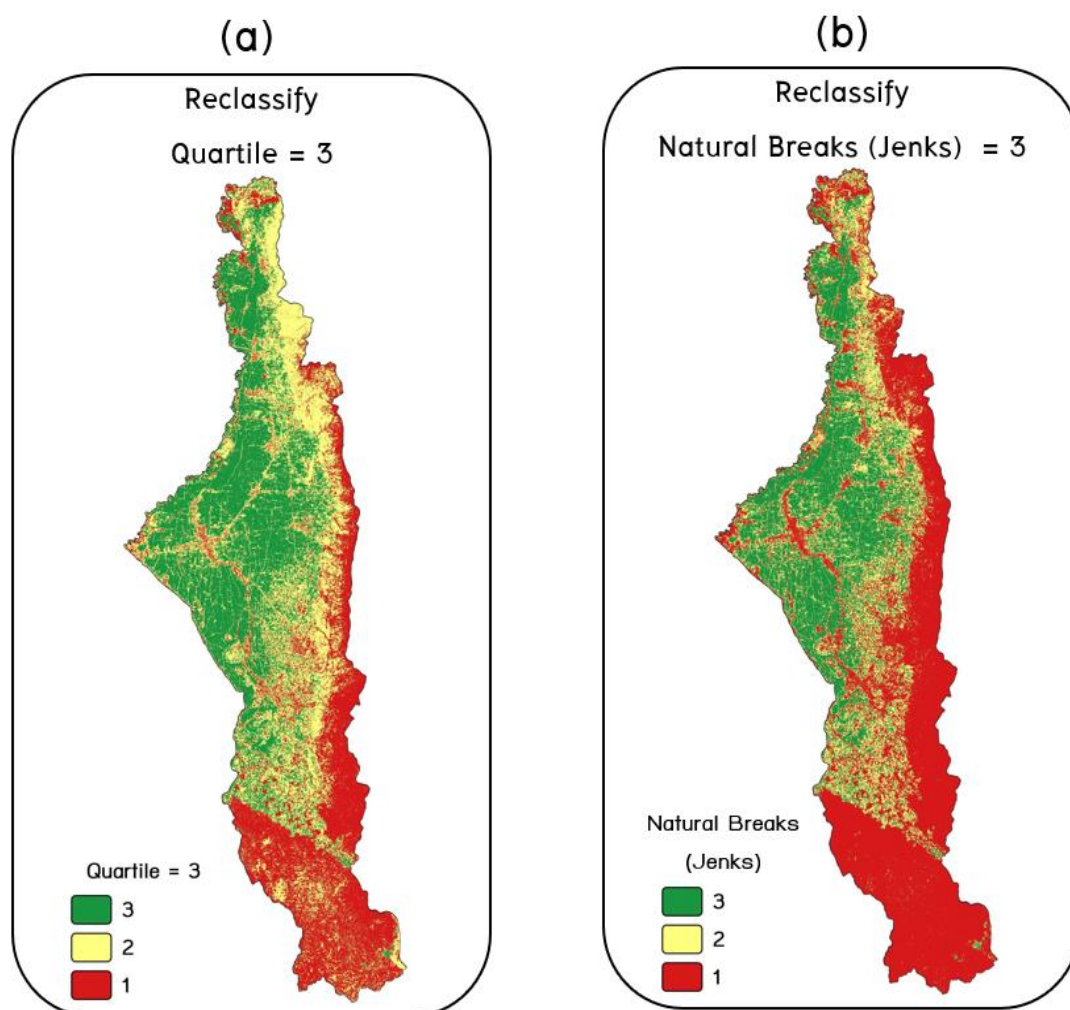 (a)
Reclassify
Quartile = 3
Quartile = 3
3
2
1
(b)
Reclassify
Natural Breaks (Jenks) = 3
Natural Breaks
(Jenks)
3
2
1